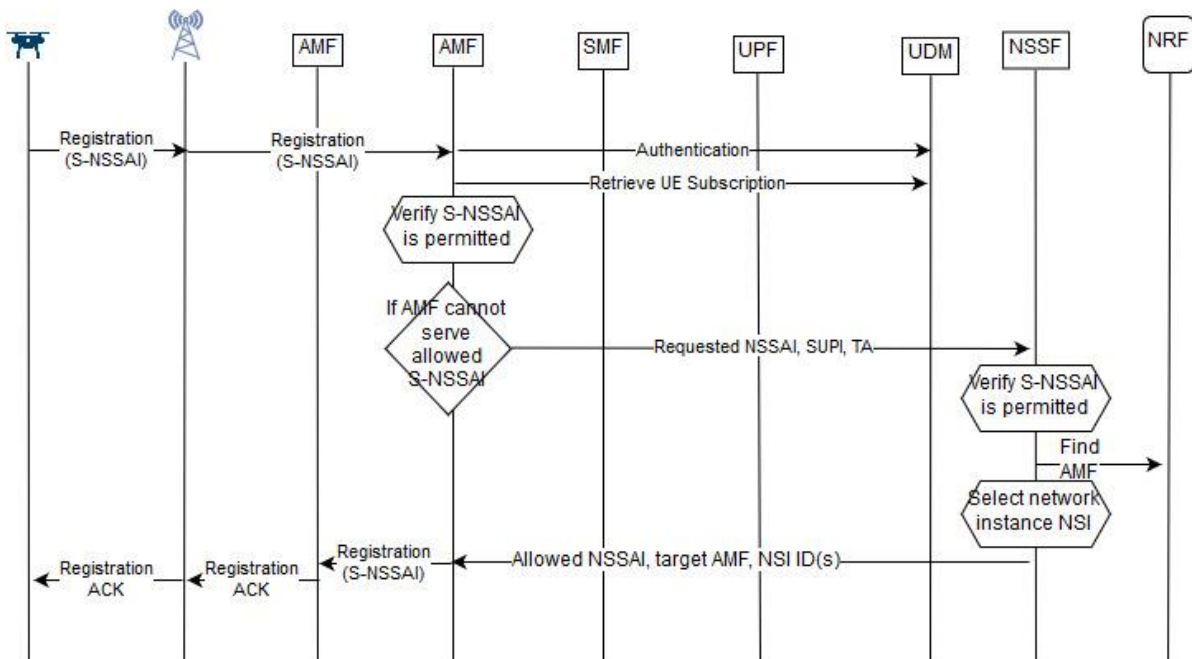 AMF
AMF
SMF
UPF
UDM
NSSF
NRF
Registration
(S-NSSAI)
Registration
(S-NSSAI)
Authentication
Retrieve UE Subscription
Verify S-NSSAI
is permitted
If AMF cannot
serve
allowed
S-NSSAI
Requested NSSAI, SUPI, TA
Verify S-NSSAI
is permitted
Find
AMF
Select network
instance NSI
Allowed NSSAI, target AMF, NSI ID(s)
Registration
(S-NSSAI)
Registration
ACK
Registration
ACK